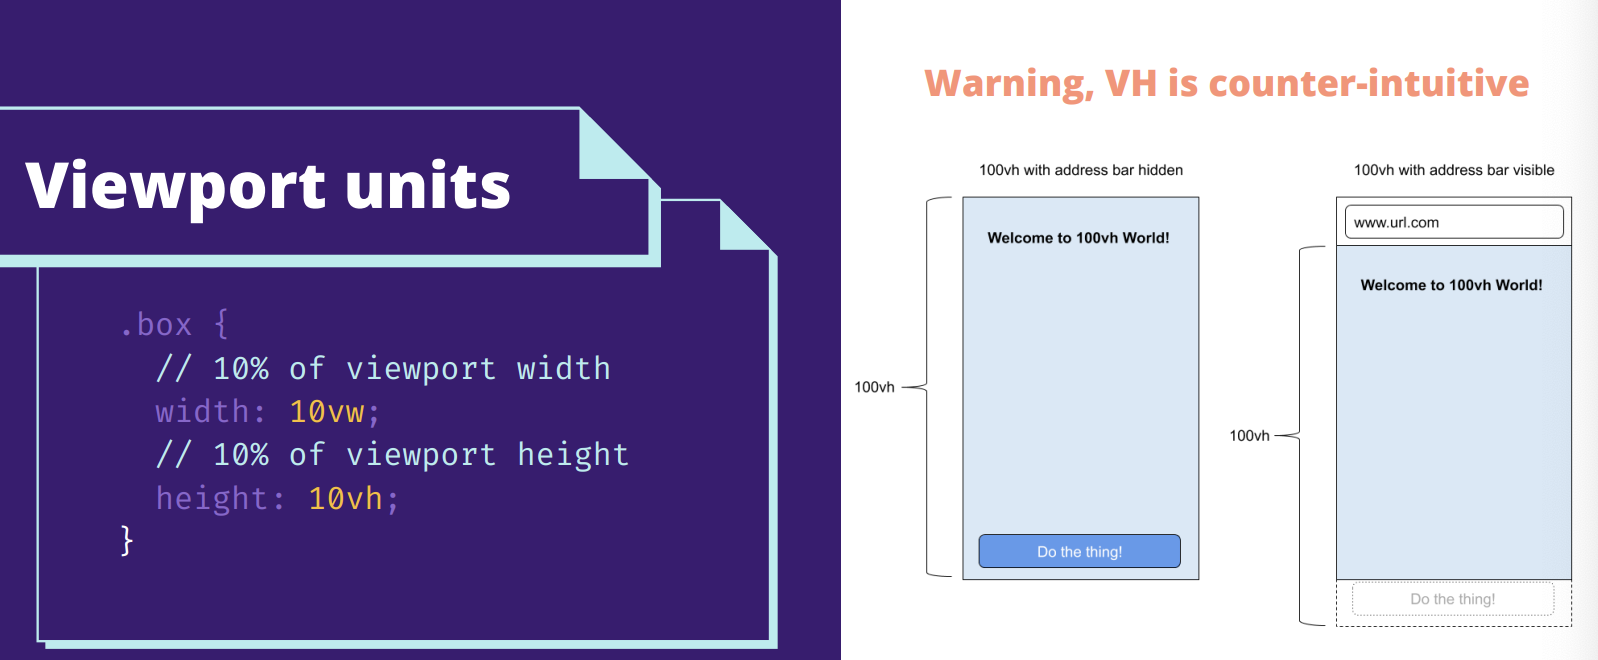 Viewport units
.box {
// 10% of viewport width
width: 10vw;
// 10% of viewport height
height: 10vh;
}
Warning, VH is counter-intuitive
100vh with address bar hidden
Welcome to 100vh World!
100vh
Do the thing!
100vh with address bar visible
www.url.com
Welcome to 100vh World!
100vh
Do the thing!